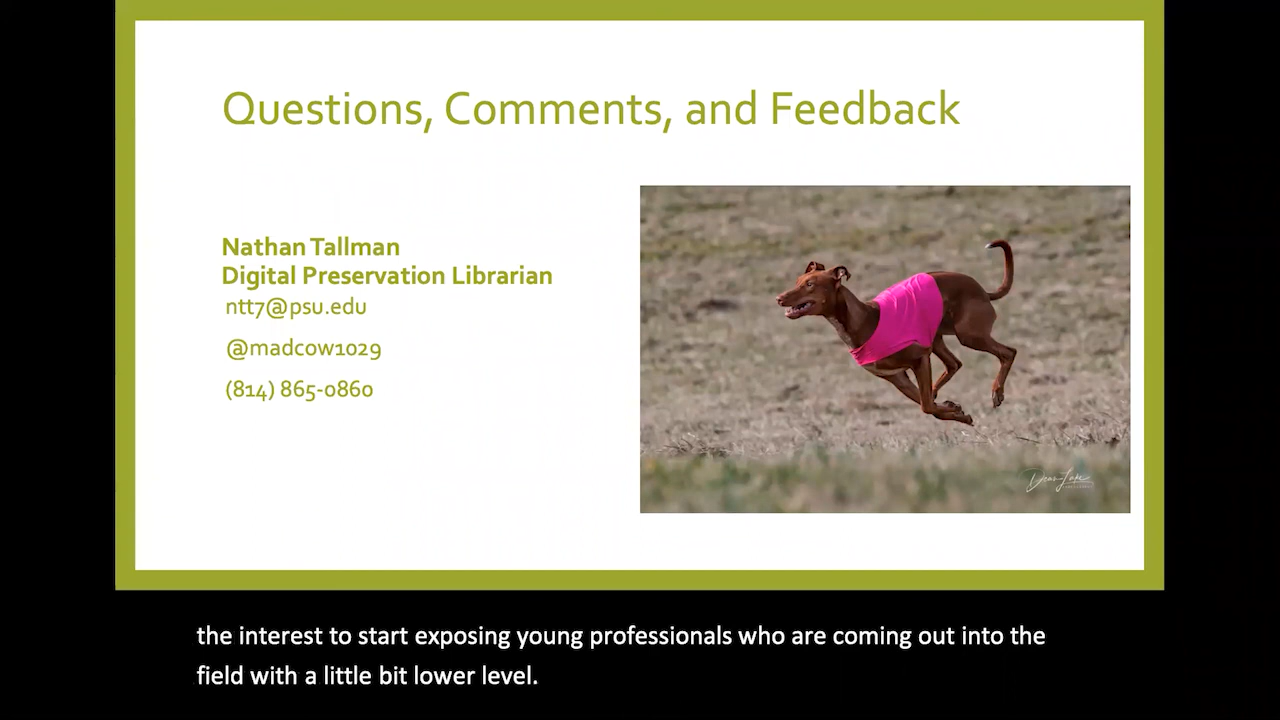 Questions, Comments, and Feedback
Nathan Tallman
Digital Preservation Librarian
ntt7@psu.edu
@madcow1029
(814) 865-0860
the interest to start exposing young professionals who are coming out into the
field with a little bit lower level.